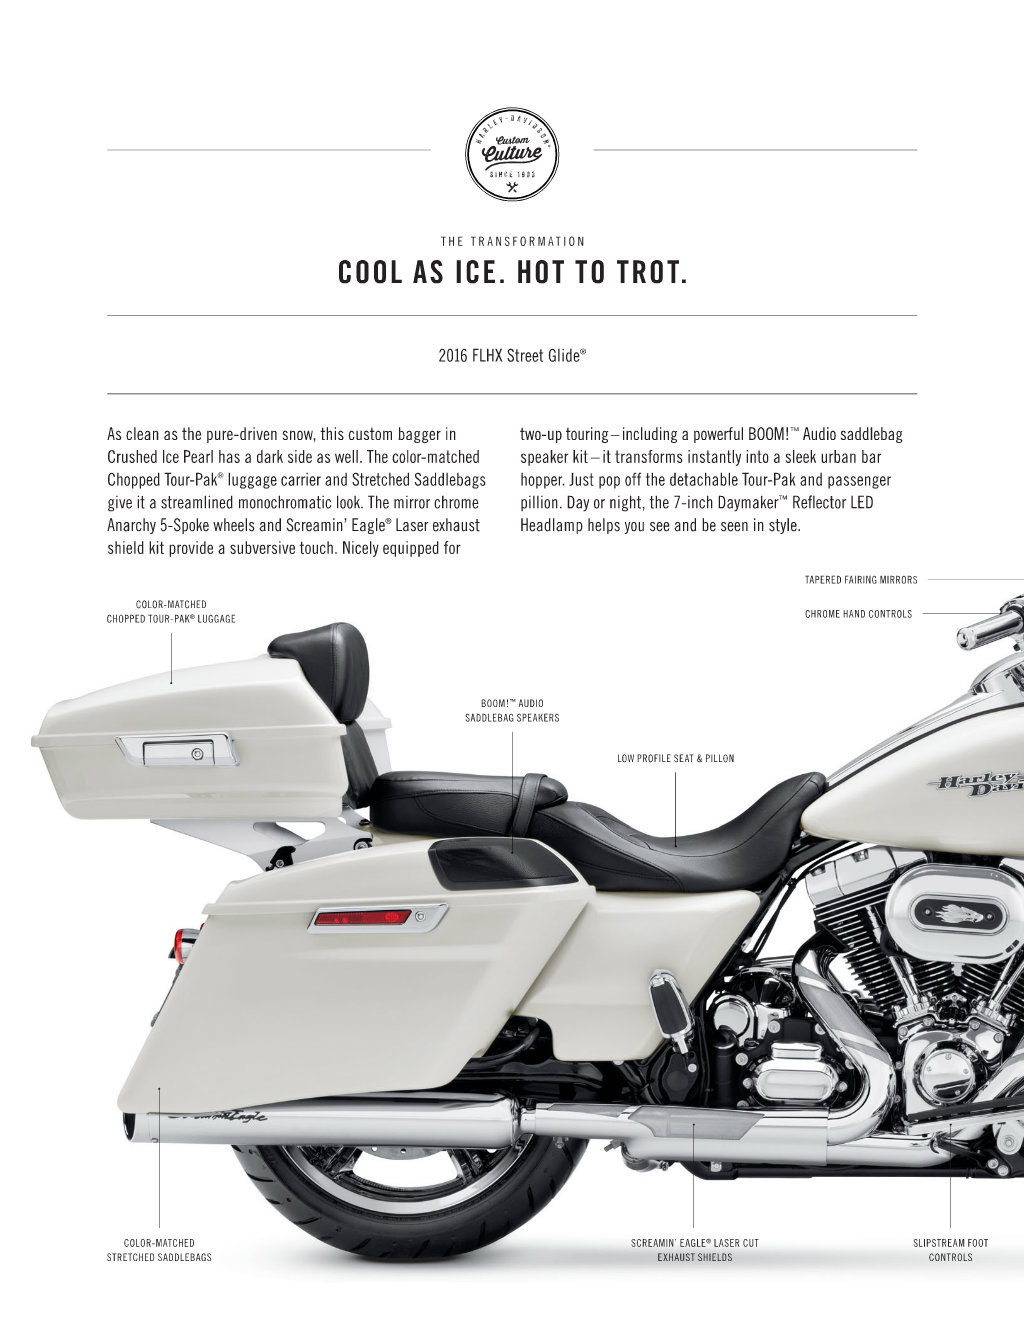 HARLEY-DAVIDSON
Custom
Culture
SINCE 1903
THE TRANSFORMATION
COOL AS ICE. HOT TO TROT.
2016 FLHX Street Glide®
As clean as the pure-driven snow, this custom bagger in
Crushed Ice Pearl has a dark side as well. The color-matched
Chopped Tour-Pak® luggage carrier and Stretched Saddlebags
give it a streamlined monochromatic look. The mirror chrome
Anarchy 5-Spoke wheels and Screamin' Eagle® Laser exhaust
shield kit provide a subversive touch. Nicely equipped for
two-up touring – including a powerful BOOM!™ Audio saddlebag
speaker kit – it transforms instantly into a sleek urban bar
hopper. Just pop off the detachable Tour-Pak and passenger
pillion. Day or night, the 7-inch Daymaker™ Reflector LED
Headlamp helps you see and be seen in style.
TAPERED FAIRING MIRRORS
CHROME HAND CONTROLS
COLOR-MATCHED
CHOPPED TOUR-PAK® LUGGAGE
BOOM!™ AUDIO
SADDLEBAG SPEAKERS
LOW PROFILE SEAT & PILLON
Harley
COLOR-MATCHED
STRETCHED SADDLEBAGS
SCREAMIN' EAGLE® LASER CUT
EXHAUST SHIELDS
SLIPSTREAM FOOT
CONTROLS